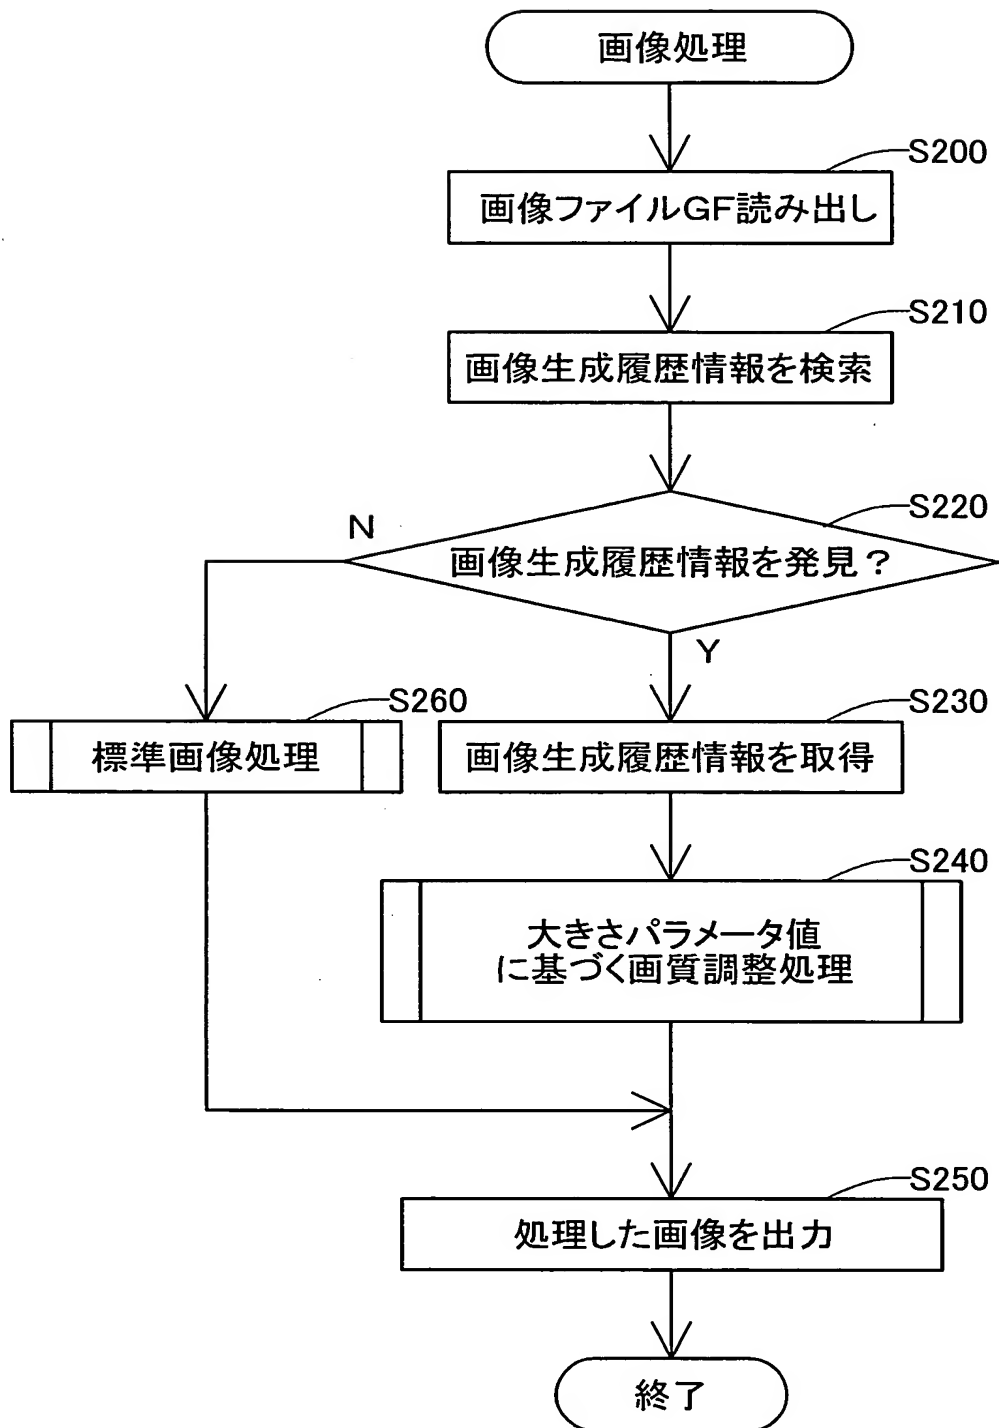 画像処理
S200
画像ファイルGF読み出し
S210
画像生成履歴情報を検索
S220
N
画像生成履歴情報を発見?
Y
S260
S230
標準画像処理
画像生成履歴情報を取得
S240
大きさパラメータ値
に基づく画質調整処理
S250
処理した画像を出力
終了